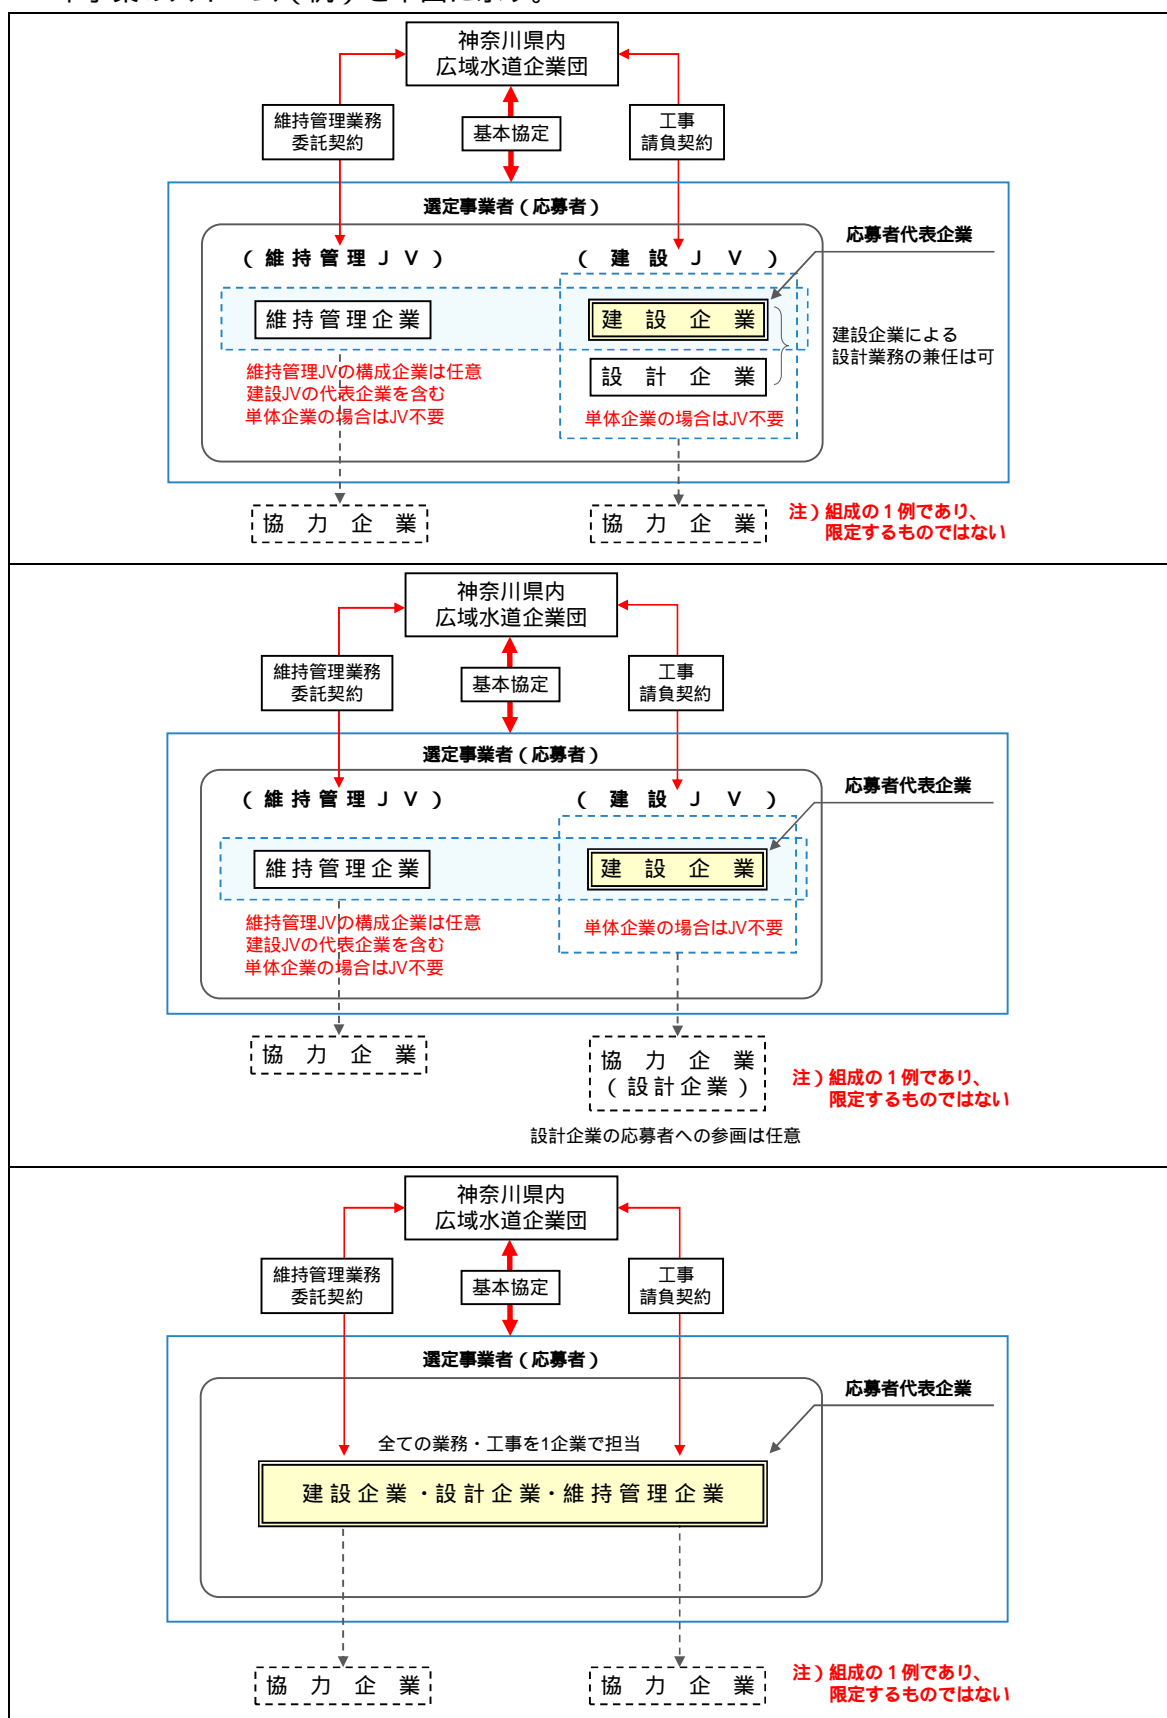 神奈川県内
広域水道企業団
維持管理業務
委託契約
基本協定
工事
請負契約
選定事業者（応募者）
応募者代表企業
（維持管理ＪＶ）
（建設ＪＶ）
維持管理企業
建設企業
建設企業による
設計業務の兼任は可
設計企業
維持管理JVの構成企業は任意
建設JVの代表企業を含む
単体企業の場合はJV不要
単体企業の場合はJV不要
協力企業
協力企業
注）組成の１例であり、
限定するものではない
神奈川県内
広域水道企業団
維持管理業務
委託契約
基本協定
工事
請負契約
選定事業者（応募者）
応募者代表企業
（維持管理ＪＶ）
（建設ＪＶ）
維持管理企業
建設企業
維持管理JVの構成企業は任意
建設JVの代表企業を含む
単体企業の場合はJV不要
単体企業の場合はJV不要
協力企業
協力企業
（設計企業）
注）組成の１例であり、
限定するものではない
設計企業の応募者への参画は任意
神奈川県内
広域水道企業団
維持管理業務
委託契約
基本協定
工事
請負契約
選定事業者（応募者）
応募者代表企業
全ての業務・工事を1企業で担当
建設企業・設計企業・維持管理企業
協力企業
協力企業
注）組成の１例であり、
限定するものではない